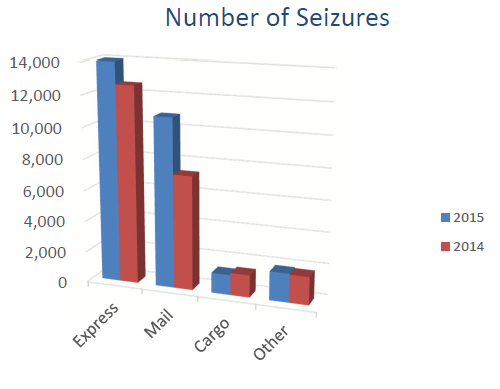 Number of Seizures
14,000
12,000
10,000
8,000
6,000
4,000
2,000
0
Express
Mail
Cargo
Other
2015
2014